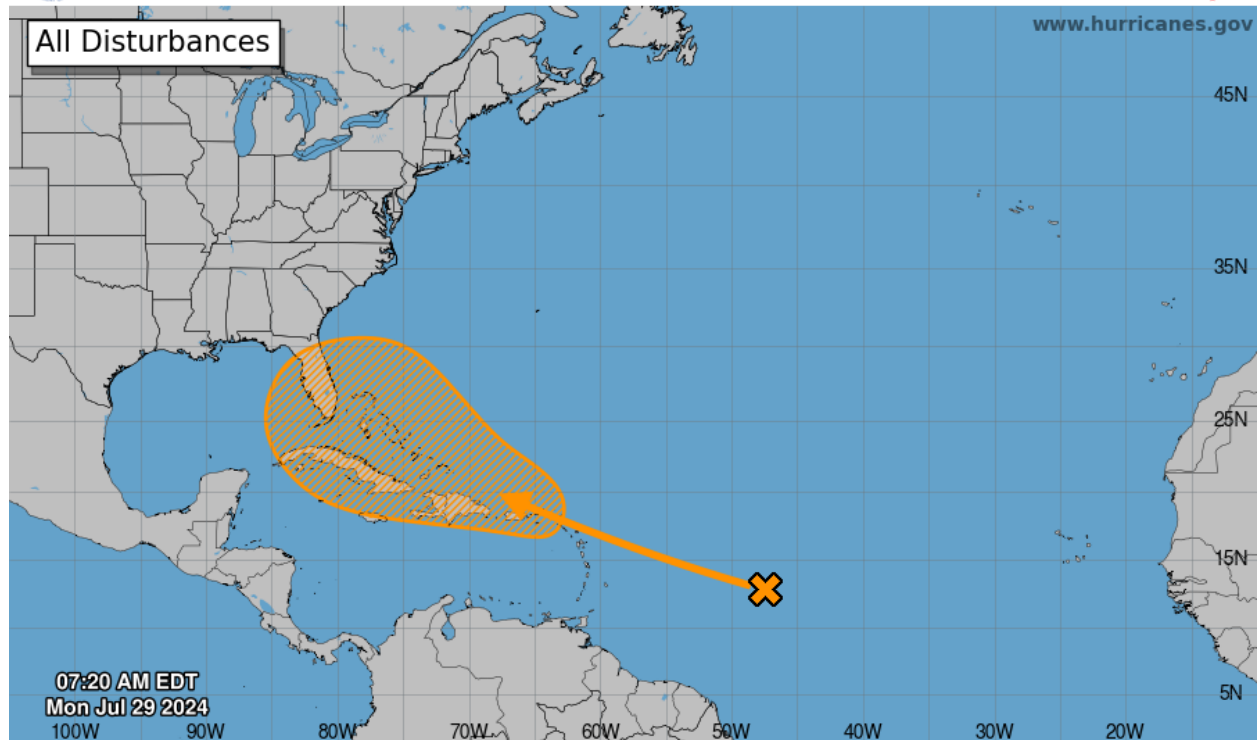 www.hurricanes.gov
All Disturbances
45N
35N
25N
15N
5N
07:20 AM EDT
Mon Jul 29 2024
100W 90W 80W 70W 60W 50W 40W 30W 20W